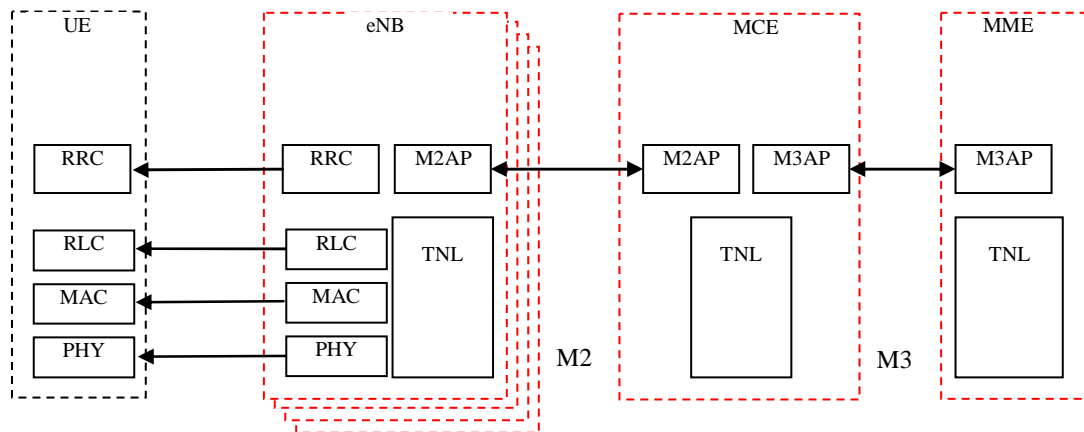 UE
eNB
MCE
MME
RRC
RRC
M2AP
M2AP
M3AP
M3AP
RLC
RLC
TNL
TNL
TNL
MAC
MAC
PHY
PHY
M2
M3